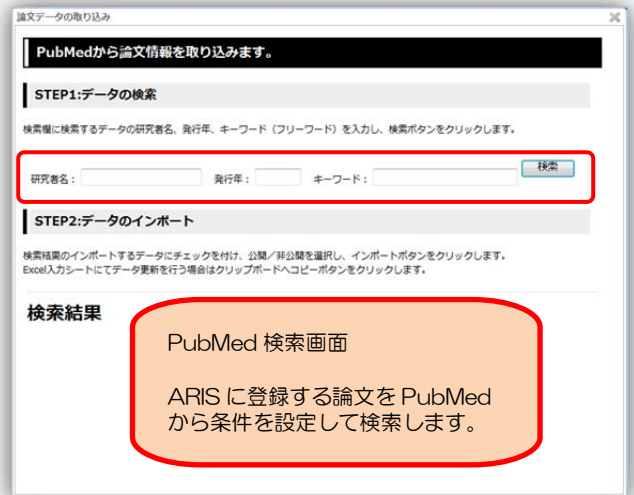 論文データの取り込み
PubMedから論文情報を取り込みます。
STEP1:データの検索
検索欄に検索するデータの研究者名、発行年、キーワード（フリーワード）を入力し、検索ボタンをクリックします。
研究者名： 発行年： キーワード： 検索
STEP2:データのインポート
検索結果のインポートするデータにチェックを付け、公開／非公開を選択し、インポートボタンをクリックします。
Excel入力シートにてデータ更新を行う場合はクリップボードへコピーボタンをクリックします。
検索結果
PubMed 検索画面
ARIS に登録する論文を PubMed
から条件を設定して検索します。